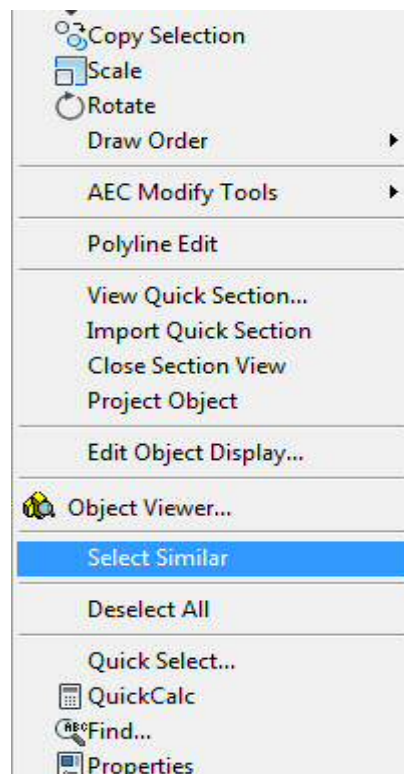 Copy Selection
Scale
Rotate
Draw Order
AEC Modify Tools
Polyline Edit
View Quick Section...
Import Quick Section
Close Section View
Project Object
Edit Object Display...
Object Viewer...
Select Similar
Deselect All
Quick Select...
QuickCalc
ABC Find...
Properties